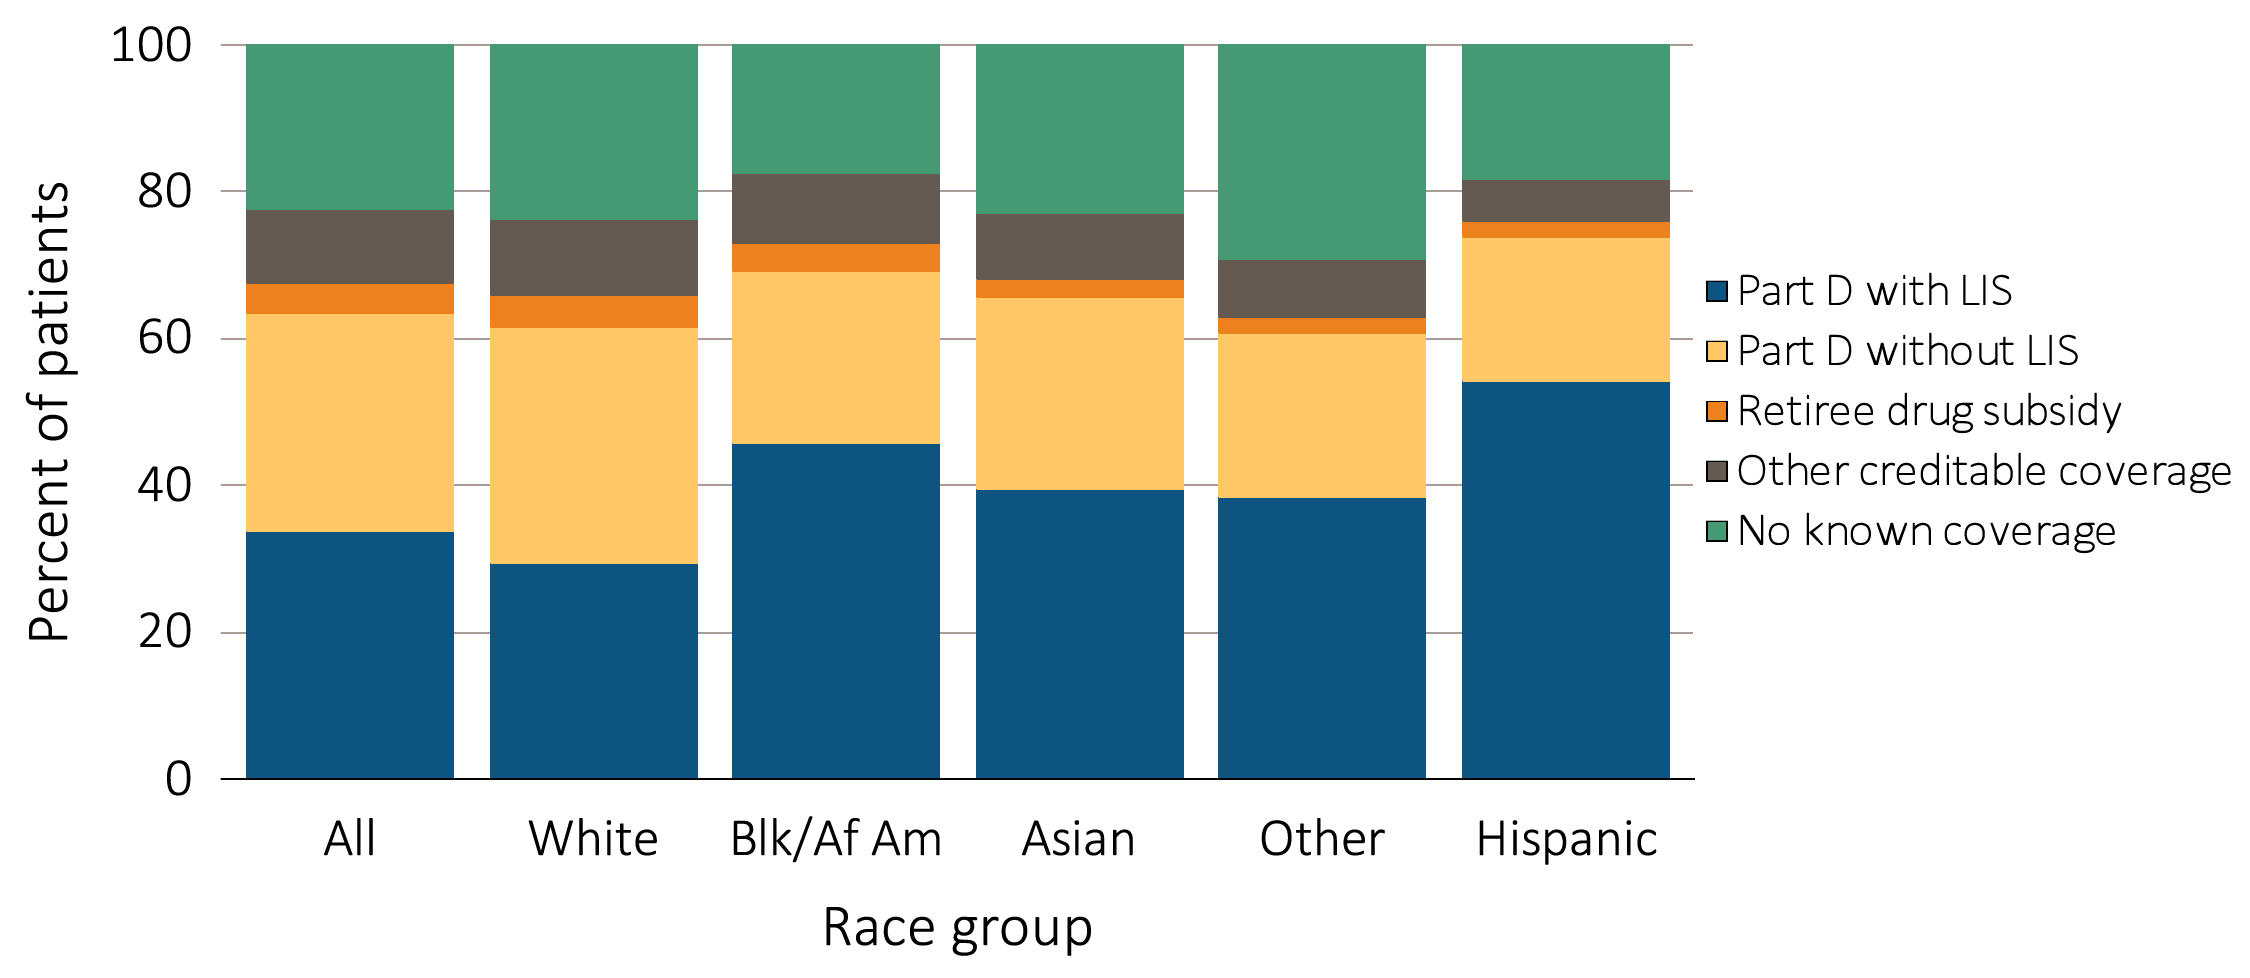 Percent of patients
100
80
60
40
20
0
All White Blk/Af Am Asian Other Hispanic
Race group
Part D with LIS
Part D without LIS
Retiree drug subsidy
Other creditable coverage
No known coverage